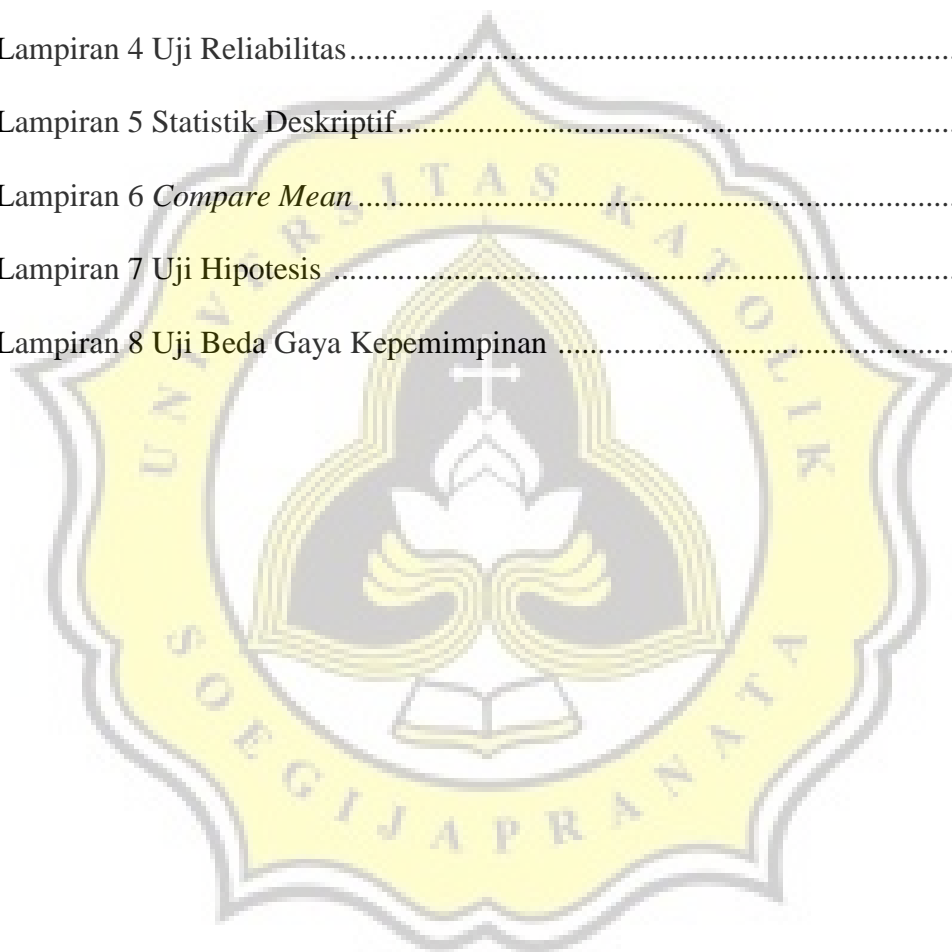 Lampiran 4 Uji Reliabilitas................................................................................
Lampiran 5 Statistik Deskriptif..........................................................................
Lampiran 6 Compare Mean ...............................................................................
Lampiran 7 Uji Hipotesis ..................................................................................
Lampiran 8 Uji Beda Gaya Kepemimpinan .....................................................
UNIVERSITAS KATOLIK
SOEGIJAPRANATA